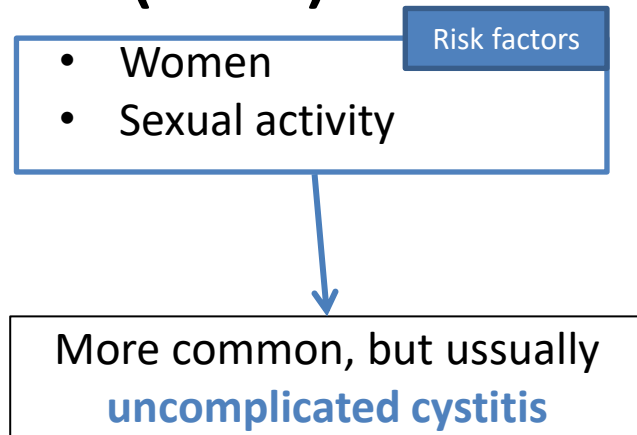 Risk factors
• Women
• Sexual activity
More common, but ussually
uncomplicated cystitis